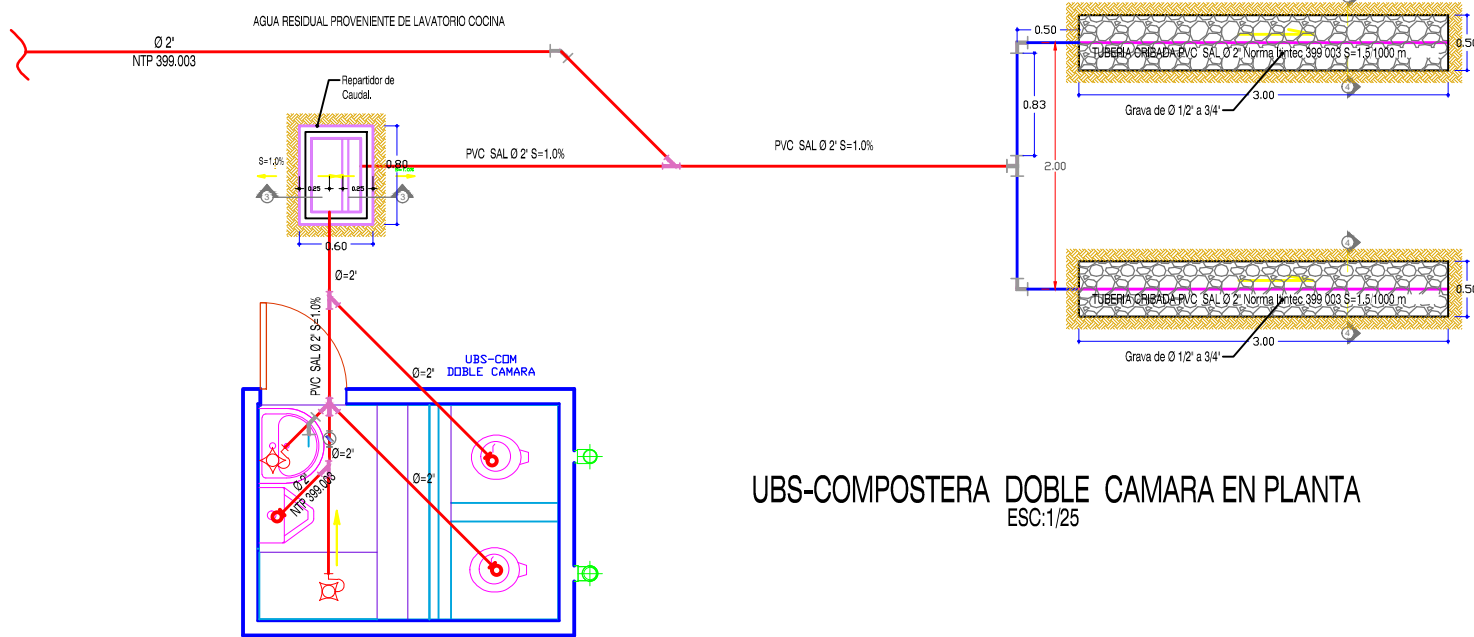 AGUA RESIDUAL PROVENIENTE DE LAVATORIO COCINA
Ø 2'
NTP 399.003
Repartidor de
Caudal.
S=1.0%
0.80
0.25
0.25
3
3
0.60
PVC SAL Ø 2' S=1.0%
PVC SAL Ø 2' S=1.0%
0.50
0.83
2.00
TUBERIA CRIBADA PVC SAL Ø 2' Norma Itintec 399 003 S=1,5 1000 m
0.50
3.00
4
Grava de Ø 1/2' a 3/4'
4
TUBERIA CRIBADA PVC SAL Ø 2' Norma Itintec 399 003 S=1,5 1000 m
0.50
3.00
4
Grava de Ø 1/2' a 3/4'
Ø=2'
PVC SAL Ø 2' S=1.0%
UBS-COM
DOBLE CAMARA
Ø=2'
Ø=2'
Ø=2'
Ø 2'
NTP 399.003
UBS-COMPOSTERA DOBLE CAMARA EN PLANTA
ESC:1/25